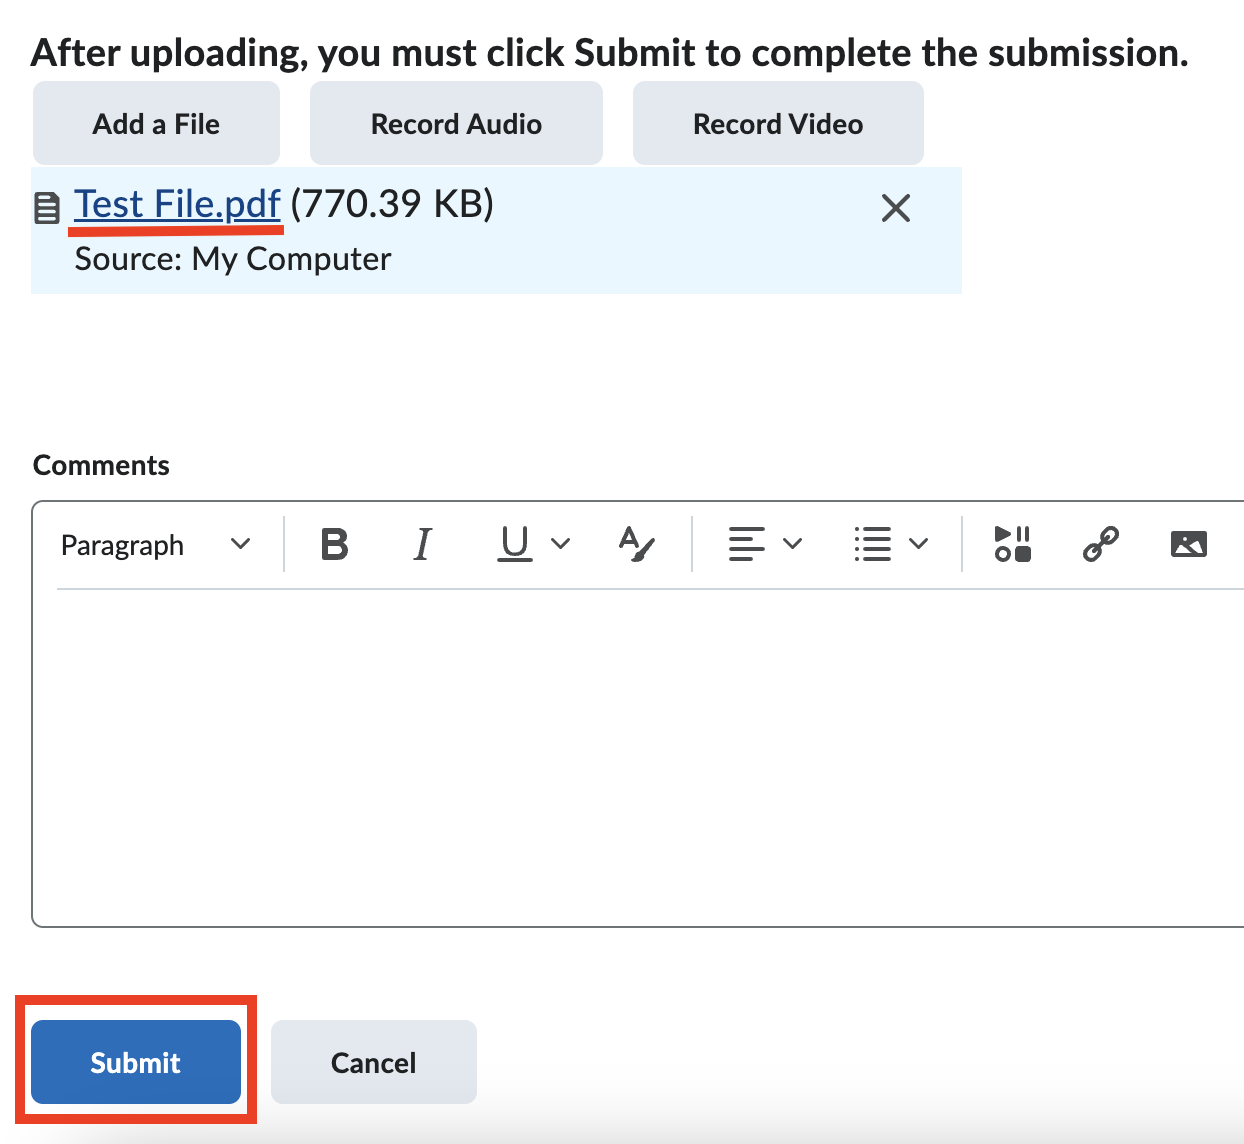 After uploading, you must click Submit to complete the submission.
Add a File Record Audio Record Video
Test File.pdf (770.39 KB)
Source: My Computer
Comments
Paragraph B I U A
Submit Cancel